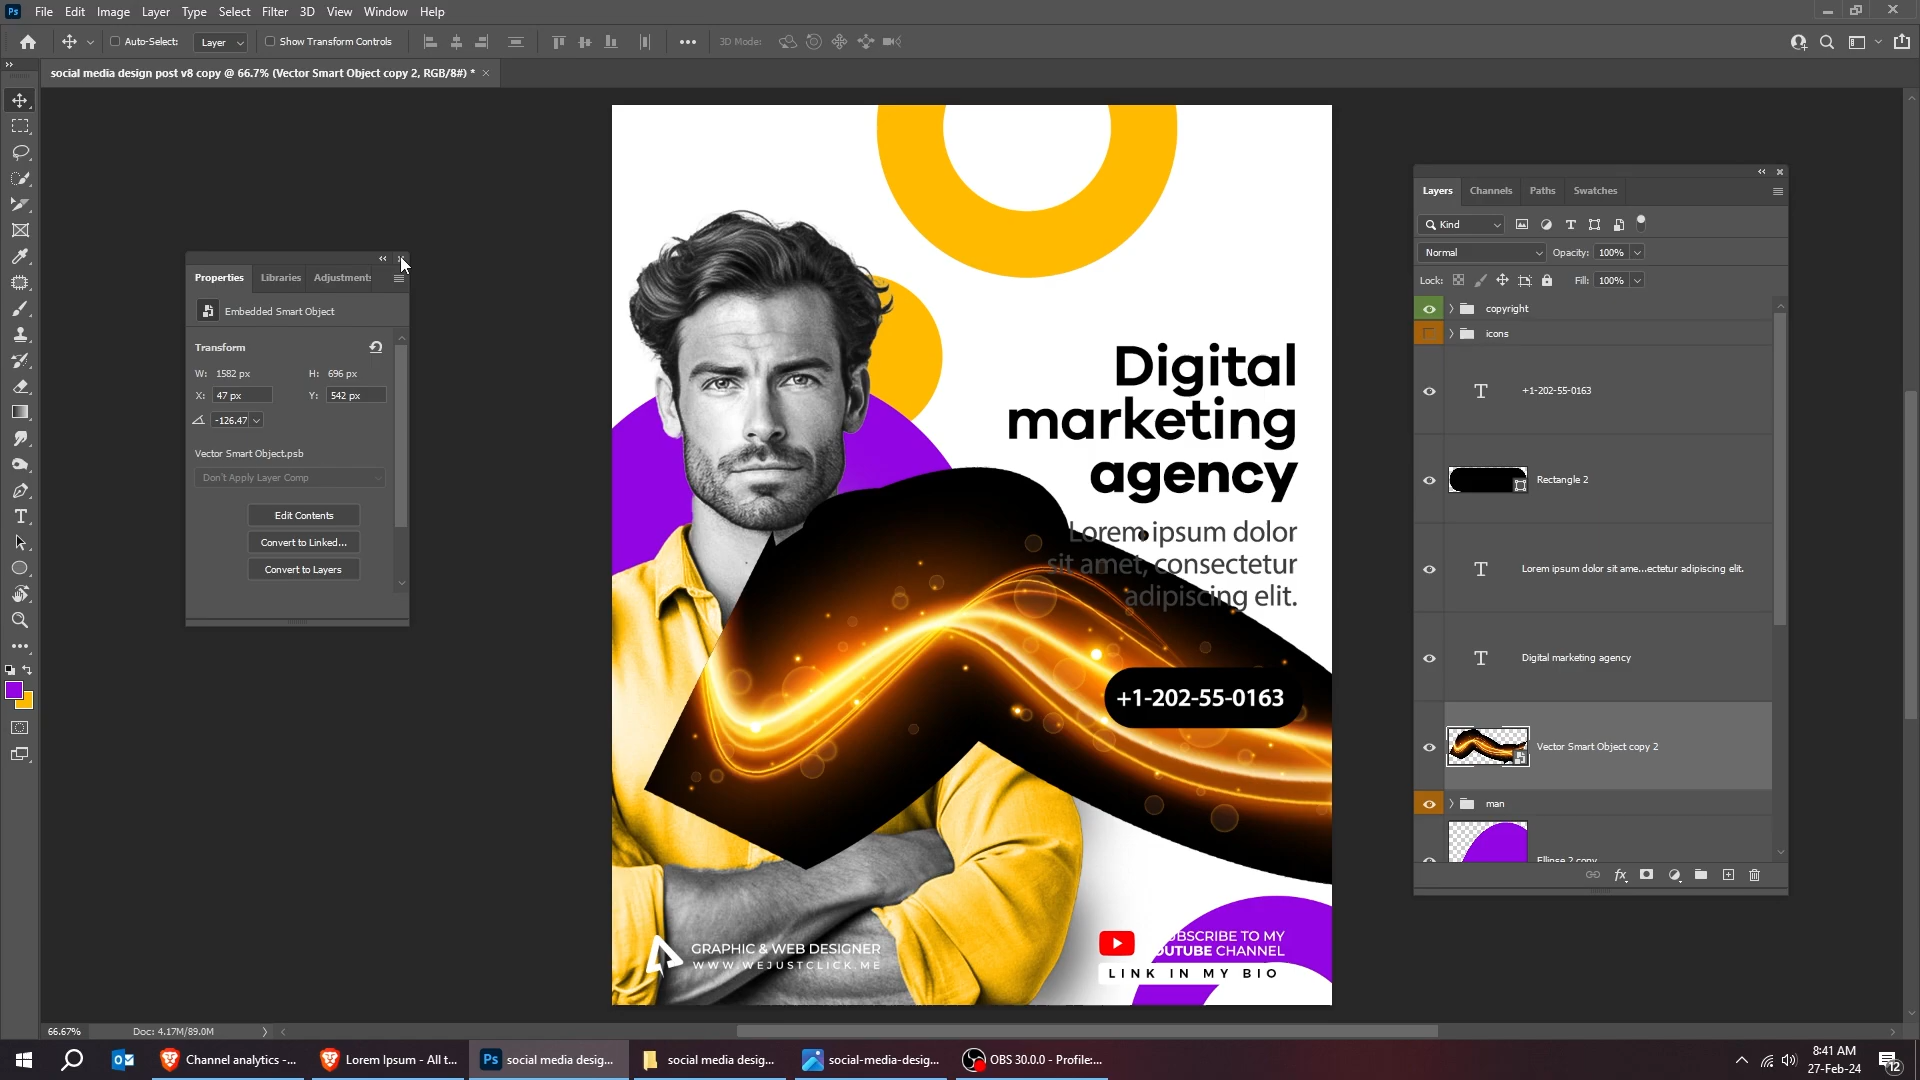 Ps File Edit Image Layer Type Select Filter 3D View Window Help
Auto-Select: Layer Show Transform Controls 3D Mode:
social media design post v8 copy @ 66.7% (Vector Smart Object copy 2, RGB/8#) *
Properties Libraries Adjustments
Embedded Smart Object
Transform
W: 1582 px H: 696 px
X: 47 px Y: 542 px
-126.47
Vector Smart Object.psb
Don't Apply Layer Comp
Edit Contents
Convert to Linked...
Convert to Layers
Digital
marketing
agency
Lorem ipsum dolor
sit amet, consectetur
adipiscing elit.
+1-202-55-0163
GRAPHIC & WEB DESIGNER
WWW.WEJUSTCLICK.ME
UBSCRIBE TO MY
OUTUBE CHANNEL
LINK IN MY BIO
Layers Channels Paths Swatches
Kind
Normal Opacity: 100%
Lock: Fill: 100%
copyright
icons
T +1-202-55-0163
Rectangle 2
T Lorem ipsum dolor sit ame...ectetur adipiscing elit.
T Digital marketing agency
Vector Smart Object copy 2
man
Ellipse 2 copy
fx
66.67% Doc: 4.17M/89.0M
Channel analytics -... Lorem Ipsum - All t... Ps social media desig... social media desig... social-media-desig... OBS 30.0.0 - Profile:...
8:41 AM
27-Feb-24
12